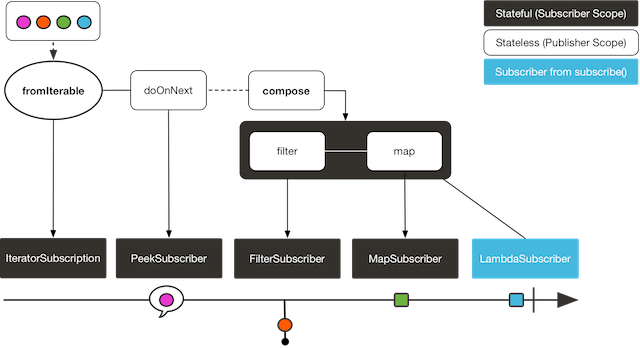 Stateful (Subscriber Scope)
Stateless (Publisher Scope)
Subscriber from subscribe()
fromIterable
doOnNext
compose
filter
map
IteratorSubscription
PeekSubscriber
FilterSubscriber
MapSubscriber
LambdaSubscriber